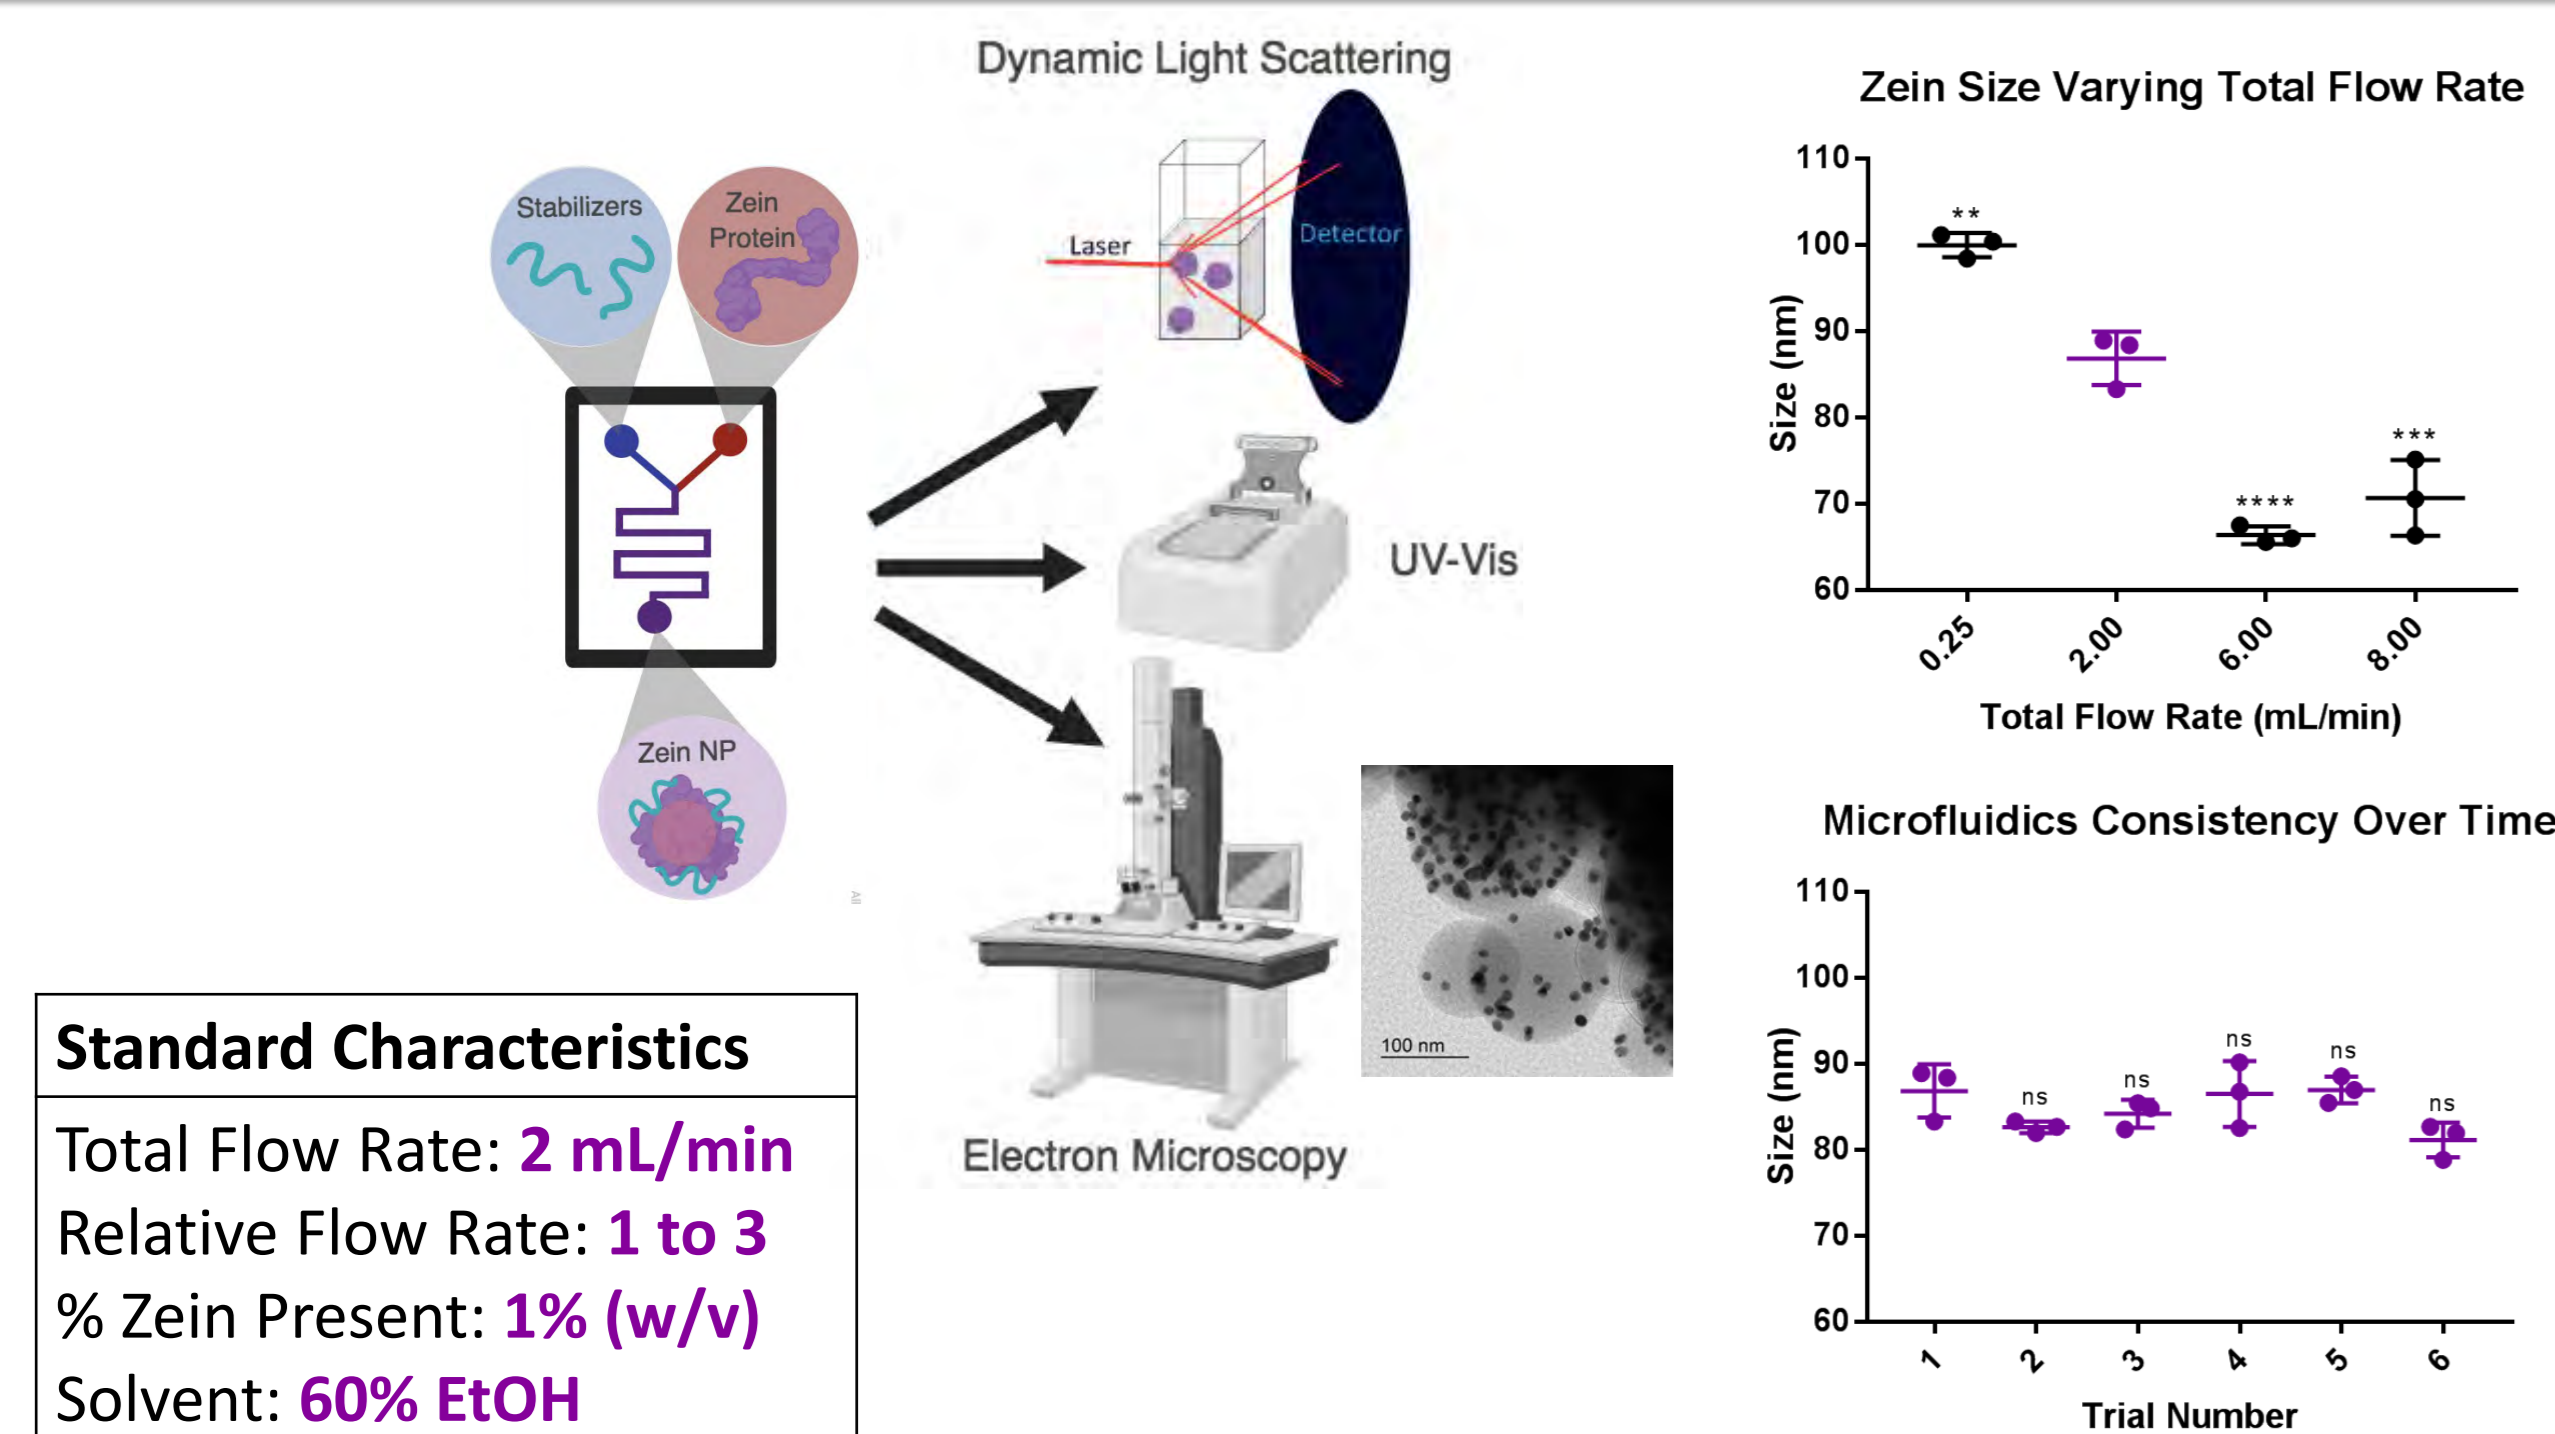 Dynamic Light Scattering
Stabilizers
Zein
Protein
Laser
Detector
UV-Vis
Zein NP
All
100 nm
Electron Microscopy
Standard Characteristics
Total Flow Rate: 2 mL/min
Relative Flow Rate: 1 to 3
% Zein Present: 1% (w/v)
Solvent: 60% EtOH
Zein Size Varying Total Flow Rate
Size (nm)
110
100
90
80
70
60
**
****
***
0.25
2.00
6.00
8.00
Total Flow Rate (mL/min)
Microfluidics Consistency Over Time
Size (nm)
110
100
90
80
70
60
ns
ns
ns
ns
ns
1
2
3
4
5
6
Trial Number